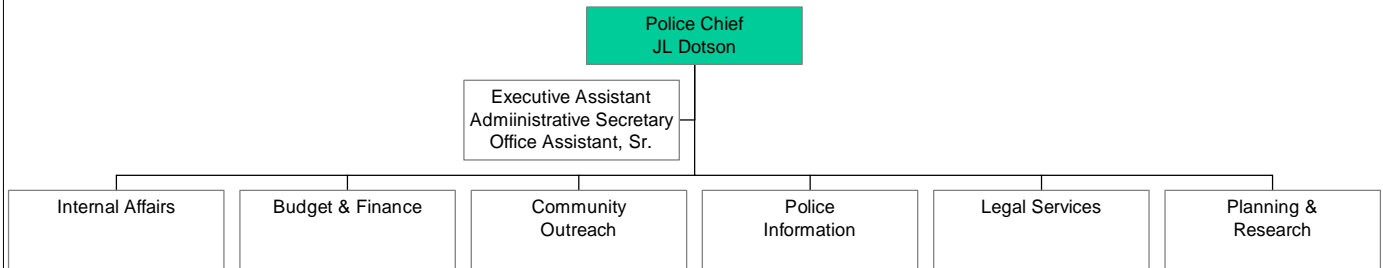 Police Chief
JL Dotson
Executive Assistant
Admiinistrative Secretary
Office Assistant, Sr.
Internal Affairs
Budget & Finance
Community
Outreach
Police
Information
Legal Services
Planning &
Research